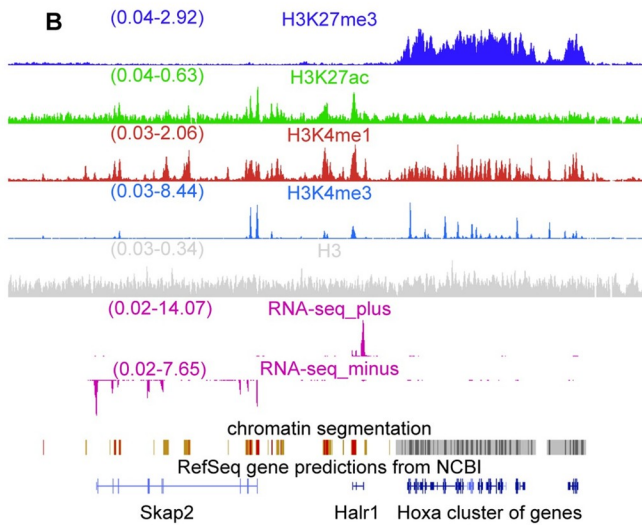 B
(0.04-2.92) H3K27me3
(0.04-0.63) H3K27ac
(0.03-2.06) H3K4me1
(0.03-8.44) H3K4me3
(0.03-0.34) H3
(0.02-14.07) RNA-seq_plus
(0.02-7.65) RNA-seq_minus
chromatin segmentation
RefSeq gene predictions from NCBI
Skap2 Halr1 Hoxa cluster of genes